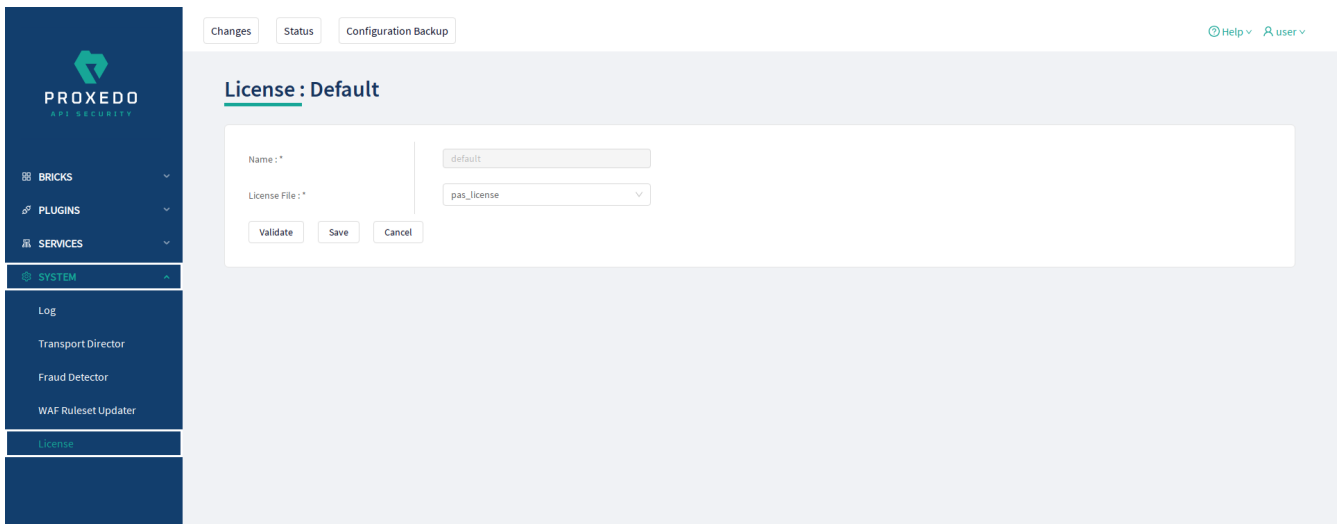 Changes
Status
Configuration Backup
Help
user
PROXEDO
API SECURITY
BRICKS
PLUGINS
SERVICES
SYSTEM
Log
Transport Director
Fraud Detector
WAF Ruleset Updater
License
License : Default
Name : *
default
License File : *
pas_license
Validate
Save
Cancel